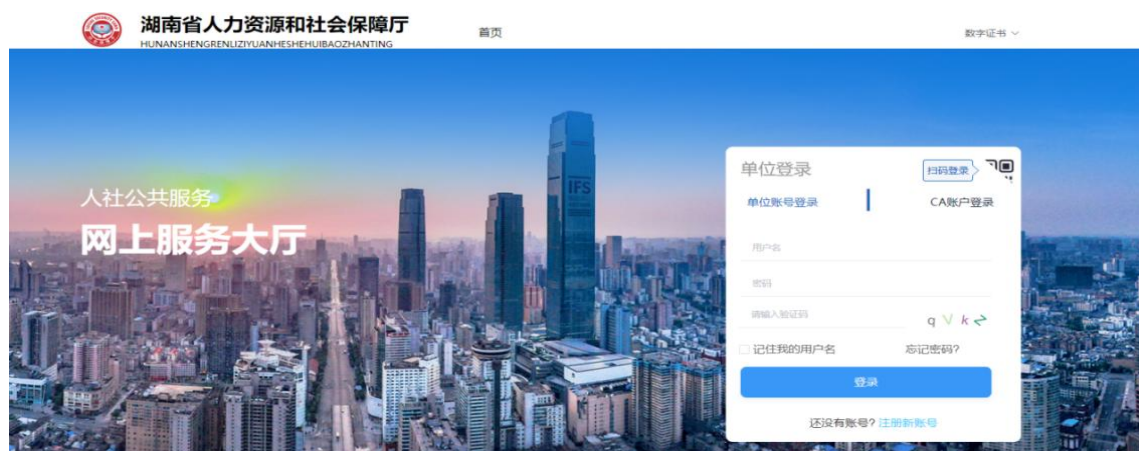 湖南省人力资源和社会保障厅
HUNANSHENGRENLIZIYUANHESHEHUIBAOZHANTING
首页
数字证书
人社公共服务
网上服务大厅
IFS
单位登录
扫码登录
单位账号登录
CA账户登录
用户名
密码
请输入验证码
q V k z
记住我的用户名
忘记密码?
登录
还没有账号? 注册新账号